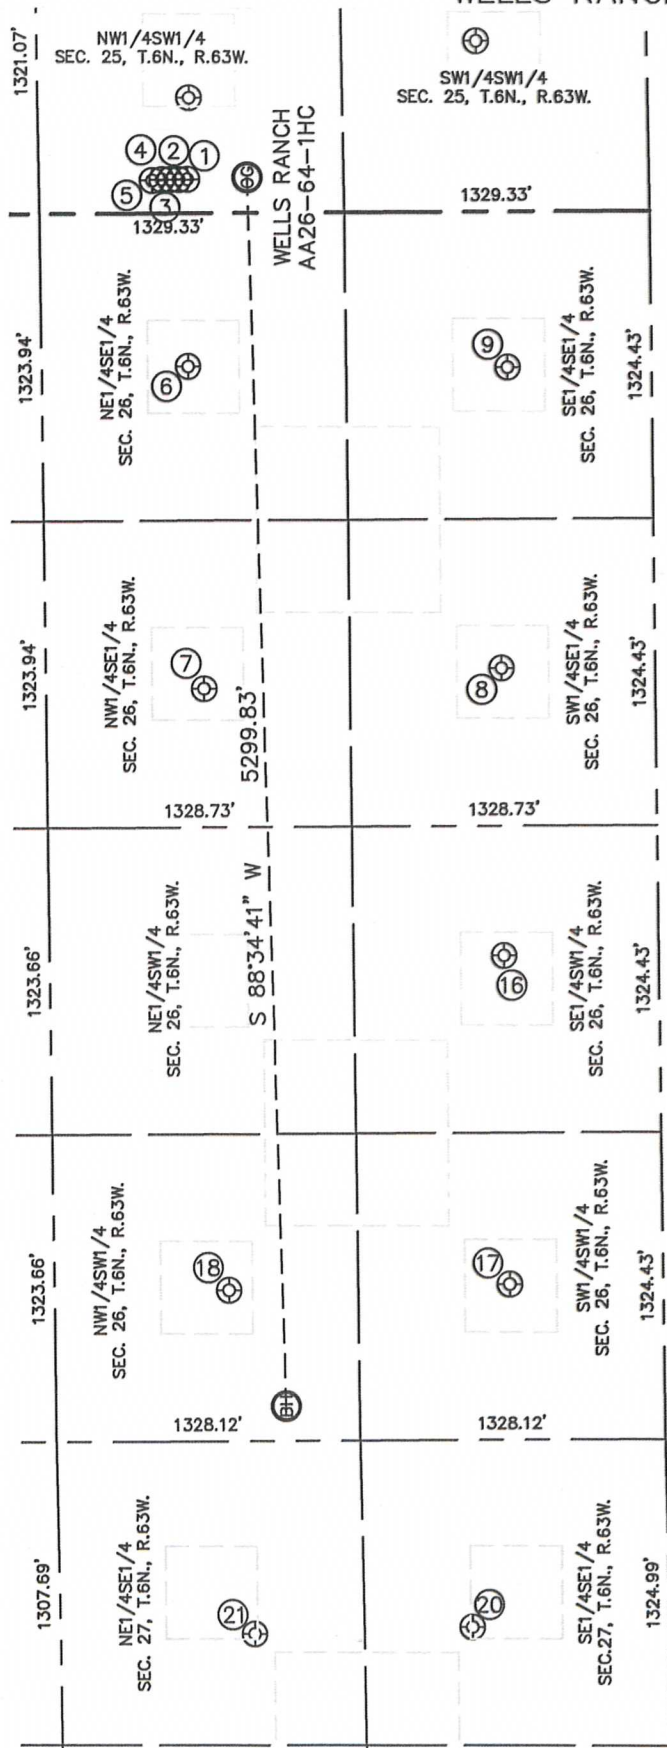 WELLS RANCH
1321.07'
NW1/4SW1/4
SEC. 25, T.6N., R.63W.
SW1/4SW1/4
SEC. 25, T.6N., R.63W.
4
2
1
5
3
WELLS RANCH
AA26-64-1HC
1329.33'
1329.33'
1323.94'
NE1/4SE1/4
SEC. 26, T.6N., R.63W.
6
9
SE1/4SE1/4
SEC. 26, T.6N., R.63W.
1324.43'
1323.94'
NW1/4SE1/4
SEC. 26, T.6N., R.63W.
7
5299.83'
8
SW1/4SE1/4
SEC. 26, T.6N., R.63W.
1324.43'
1328.73'
1328.73'
1323.66'
NE1/4SW1/4
SEC. 26, T.6N., R.63W.
S 88°34'41" W
16
SE1/4SW1/4
SEC. 26, T.6N., R.63W.
1324.43'
1323.66'
NW1/4SW1/4
SEC. 26, T.6N., R.63W.
18
17
SW1/4SW1/4
SEC. 26, T.6N., R.63W.
1324.43'
BH
1328.12'
1328.12'
1307.69'
NE1/4SE1/4
SEC. 27, T.6N., R.63W.
21
20
SE1/4SE1/4
SEC.27, T.6N., R.63W.
1324.99'